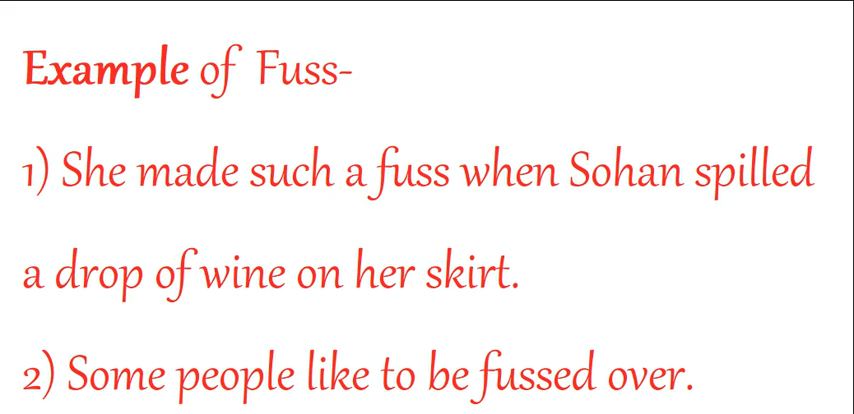 Example of Fuss-
1) She made such a fuss when Sohan spilled
a drop of wine on her skirt.
2) Some people like to be fussed over.